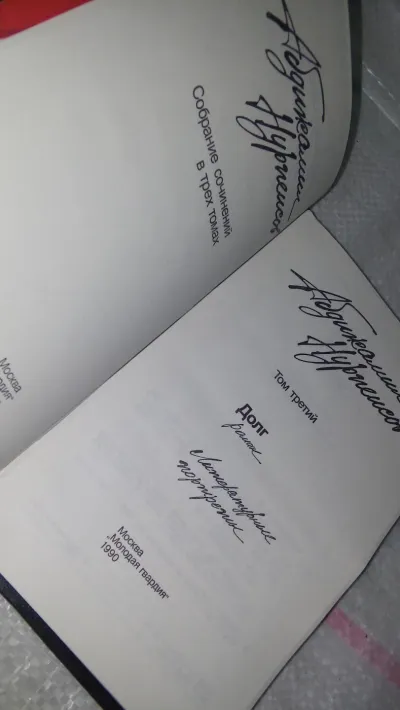 Абдижамил
Нурпеисов
Собрание сочинений
в трех томах
Москва
"Молодая
Абдижамил
Нурпеисов
Том третий
Долг
роман
Литературные
портреты
Москва
„Молодая гвардия“
1990